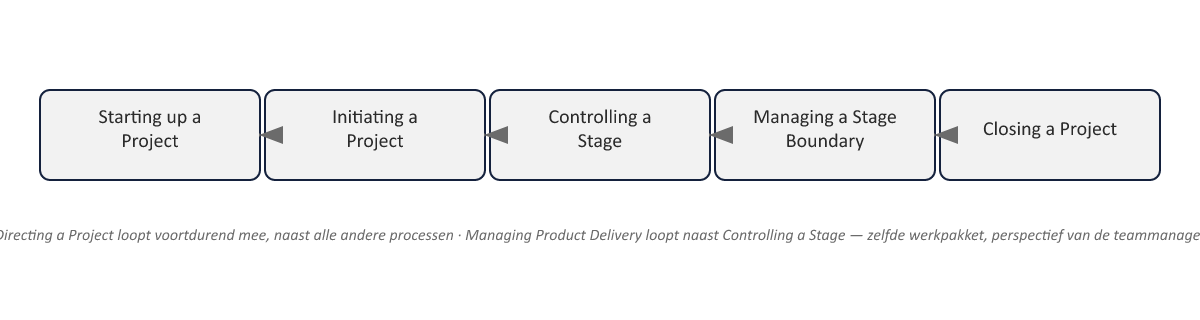 Starting up a
Project
Initiating a
Project
Controlling a
Stage
Managing a Stage
Boundary
Closing a Project
Directing a Project loopt voortdurend mee, naast alle andere processen · Managing Product Delivery loopt naast Controlling a Stage — zelfde werkpakket, perspectief van de teammanage